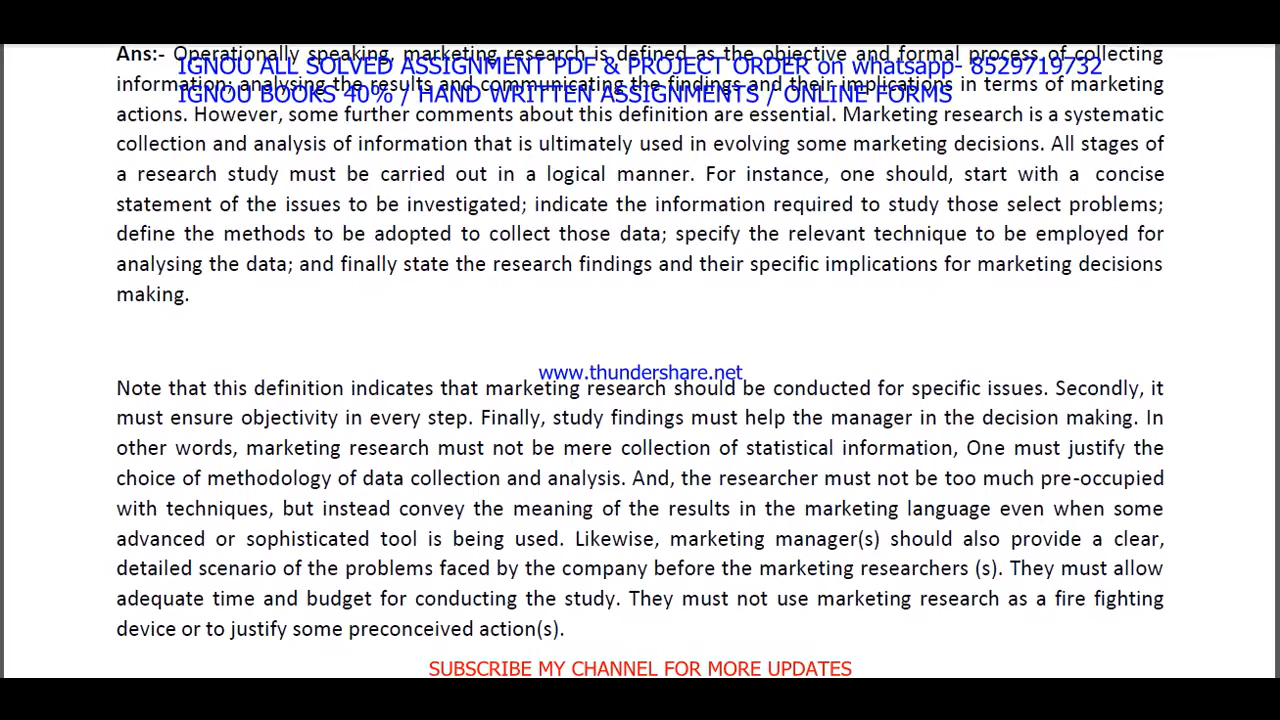 Ans:- Operationally speaking, marketing research is defined as the objective and formal process of collecting
IGNOU ALL SOLVED ASSIGNMENT PDF & PROJECT ORDER on whatsapp- 8529719732
information; analysing the results and communicating the findings and their implications in terms of marketing
IGNOU BOOKS 40% / HAND WRITTEN ASSIGNMENTS / ONLINE FORMS
actions. However, some further comments about this definition are essential. Marketing research is a systematic
collection and analysis of information that is ultimately used in evolving some marketing decisions. All stages of
a research study must be carried out in a logical manner. For instance, one should, start with a concise
statement of the issues to be investigated; indicate the information required to study those select problems;
define the methods to be adopted to collect those data; specify the relevant technique to be employed for
analysing the data; and finally state the research findings and their specific implications for marketing decisions
making.
www.thundershare.net
Note that this definition indicates that marketing research should be conducted for specific issues. Secondly, it
must ensure objectivity in every step. Finally, study findings must help the manager in the decision making. In
other words, marketing research must not be mere collection of statistical information, One must justify the
choice of methodology of data collection and analysis. And, the researcher must not be too much pre-occupied
with techniques, but instead convey the meaning of the results in the marketing language even when some
advanced or sophisticated tool is being used. Likewise, marketing manager(s) should also provide a clear,
detailed scenario of the problems faced by the company before the marketing researchers (s). They must allow
adequate time and budget for conducting the study. They must not use marketing research as a fire fighting
device or to justify some preconceived action(s).
SUBSCRIBE MY CHANNEL FOR MORE UPDATES